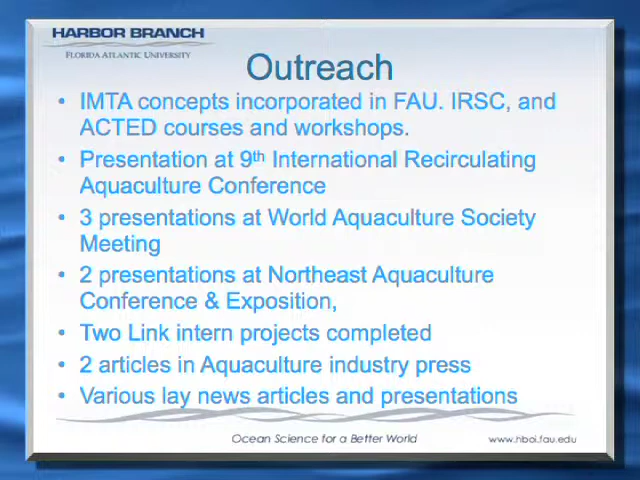 HARBOR BRANCH
FLORIDA ATLANTIC UNIVERSITY
Outreach
• IMTA concepts incorporated in FAU. IRSC, and
ACTED courses and workshops.
• Presentation at 9th International Recirculating
Aquaculture Conference
• 3 presentations at World Aquaculture Society
Meeting
• 2 presentations at Northeast Aquaculture
Conference & Exposition,
• Two Link intern projects completed
• 2 articles in Aquaculture industry press
• Various lay news articles and presentations
Ocean Science for a Better World
www.hboi.fau.edu